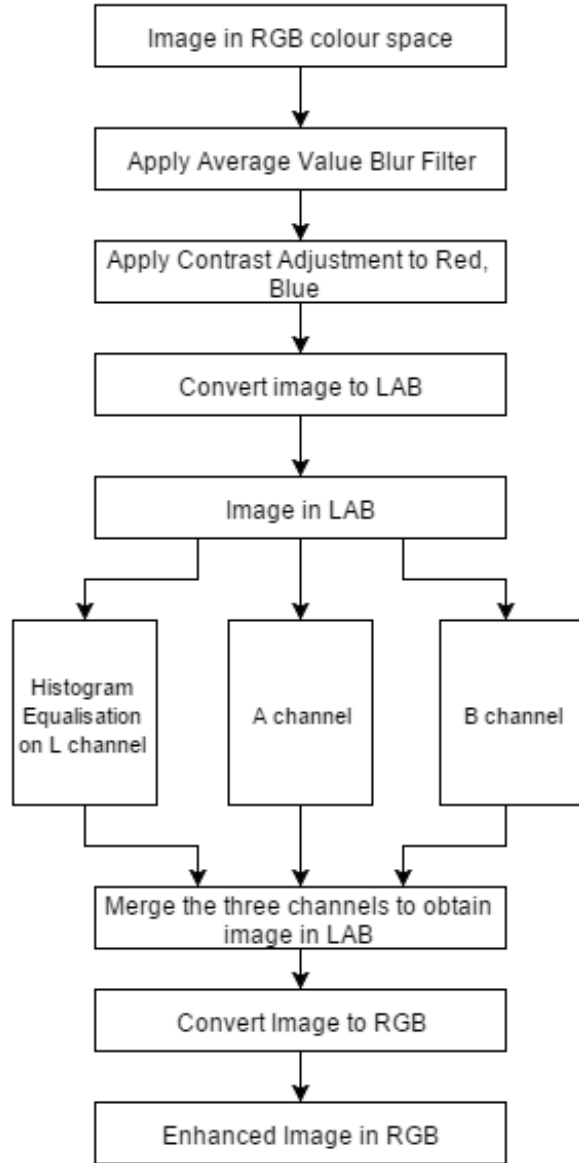 Image in RGB colour space
Apply Average Value Blur Filter
Apply Contrast Adjustment to Red,
Blue
Convert image to LAB
Image in LAB
Histogram
Equalisation
on L channel
A channel
B channel
Merge the three channels to obtain
image in LAB
Convert Image to RGB
Enhanced Image in RGB